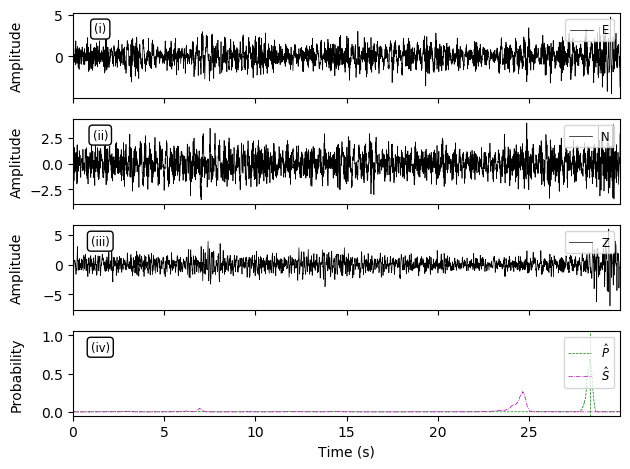 5
0
Amplitude
(i)
E
2.5
0.0
−2.5
Amplitude
(ii)
N
5
0
−5
Amplitude
(iii)
Z
1.0
0.5
0.0
Probability
(iv)
P̂
Ŝ
0 5 10 15 20 25
Time (s)